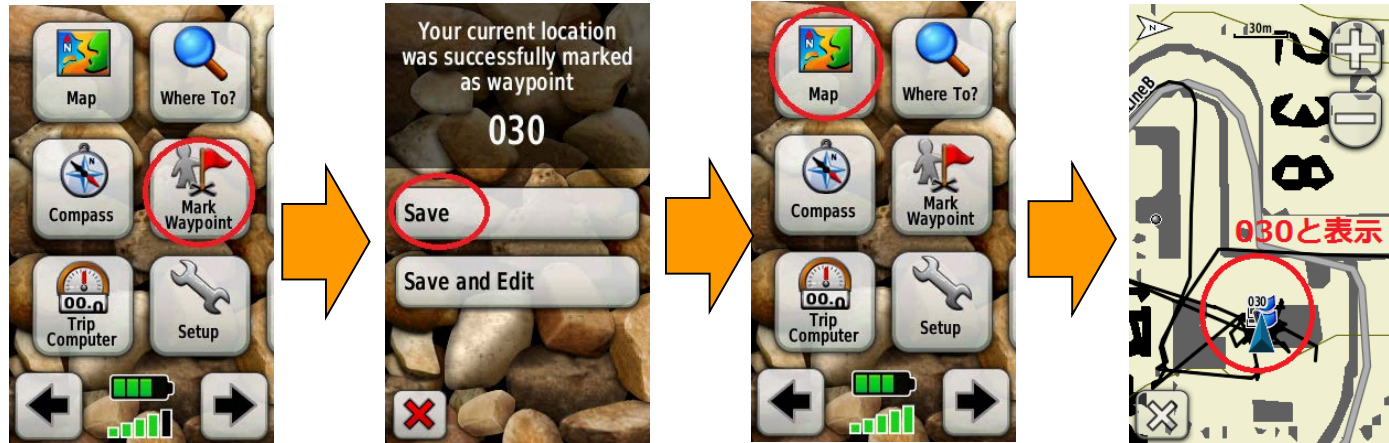 Map
Where To?
Compass
Mark
Waypoint
00.0
Trip
Computer
Setup
Your current location
was successfully marked
as waypoint
030
Save
Save and Edit
N
Map
Where To?
Compass
Mark
Waypoint
00.0
Trip
Computer
Setup
N
30m
030と表示
030